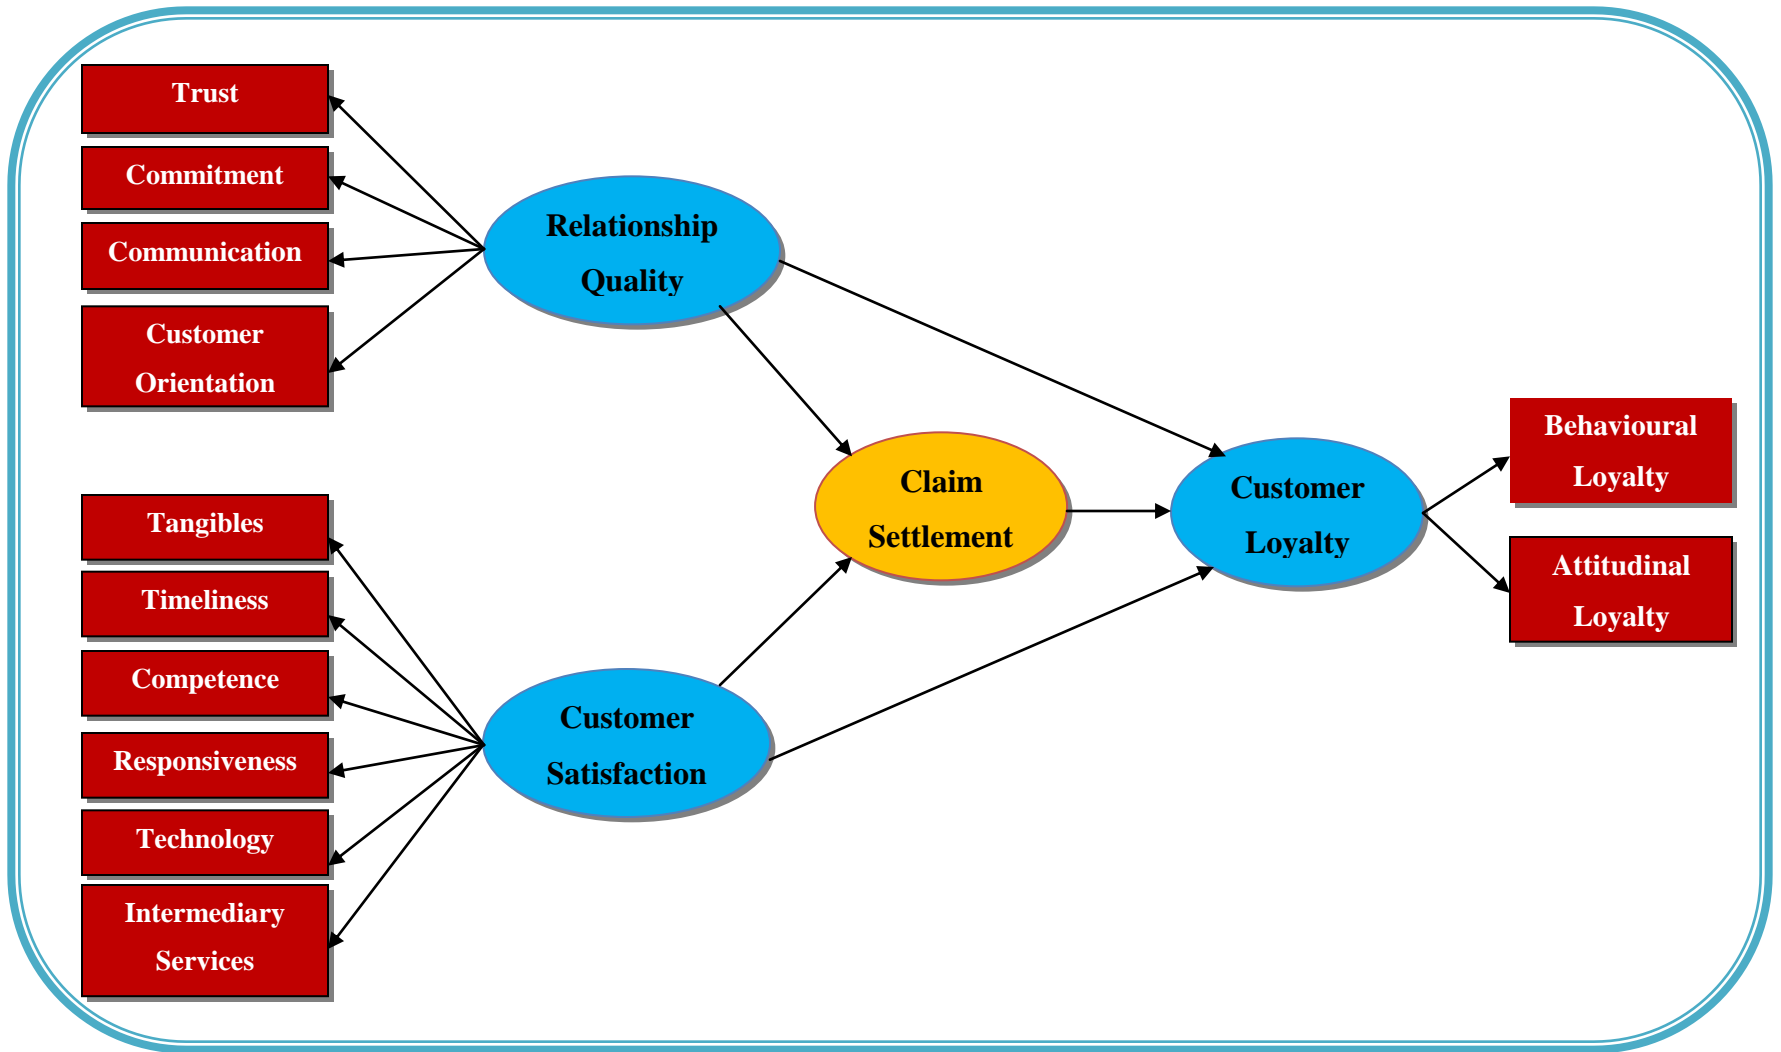 Trust
Commitment
Communication
Customer
Orientation
Tangibles
Timeliness
Competence
Responsiveness
Technology
Intermediary
Services
Relationship
Quality
Customer
Satisfaction
Claim
Settlement
Customer
Loyalty
Behavioural
Loyalty
Attitudinal
Loyalty